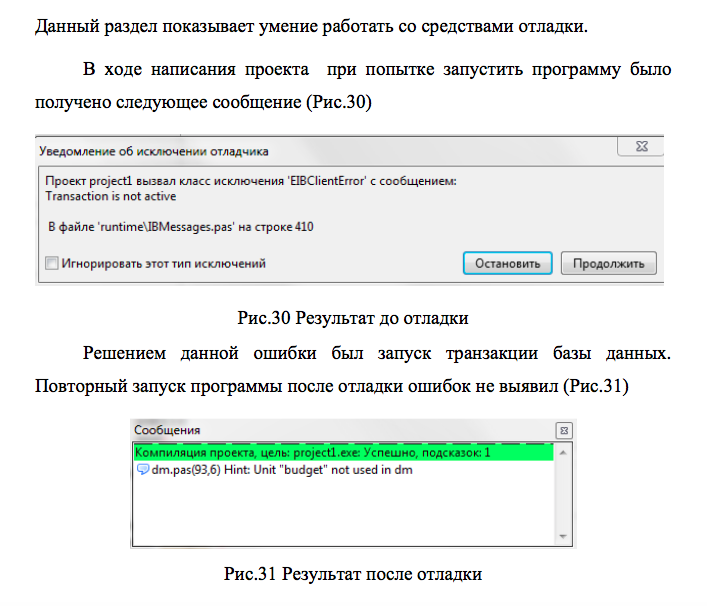 Данный раздел показывает умение работать со средствами отладки.
В ходе написания проекта при попытке запустить программу было
получено следующее сообщение (Рис.30)
Уведомление об исключении отладчика
Проект project1 вызвал класс исключения 'EIBClientError' с сообщением:
Transaction is not active
В файле 'runtime\IBMessages.pas' на строке 410
Игнорировать этот тип исключений
Остановить
Продолжить
Рис.30 Результат до отладки
Решением данной ошибки был запуск транзакции базы данных.
Повторный запуск программы после отладки ошибок не выявил (Рис.31)
Сообщения
Компиляция проекта, цель: project1.exe: Успешно, подсказок: 1
dm.pas(93,6) Hint: Unit "budget" not used in dm
Рис.31 Результат после отладки